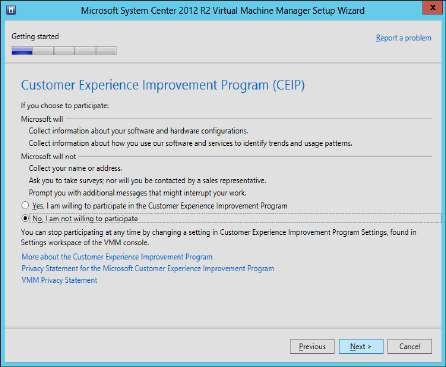 Microsoft System Center 2012 R2 Virtual Machine Manager Setup Wizard
x
Getting started
Report a problem
Customer Experience Improvement Program (CEIP)
If you choose to participate:
Microsoft will
Collect information about your software and hardware configurations.
Collect information about how you use our software and services to identify trends and usage patterns.
Microsoft will not
Collect your name or address.
Ask you to take surveys; nor will you be contacted by a sales representative.
Prompt you with additional messages that might interrupt your work.
Yes, I am willing to participate in the Customer Experience Improvement Program
No, I am not willing to participate
You can stop participating at any time by changing a setting in Customer Experience Improvement Program Settings, found in
Settings workspace of the VMM console.
More about the Customer Experience Improvement Program
Privacy Statement for the Microsoft Customer Experience Improvement Program
VMM Privacy Statement
Previous
Next >
Cancel